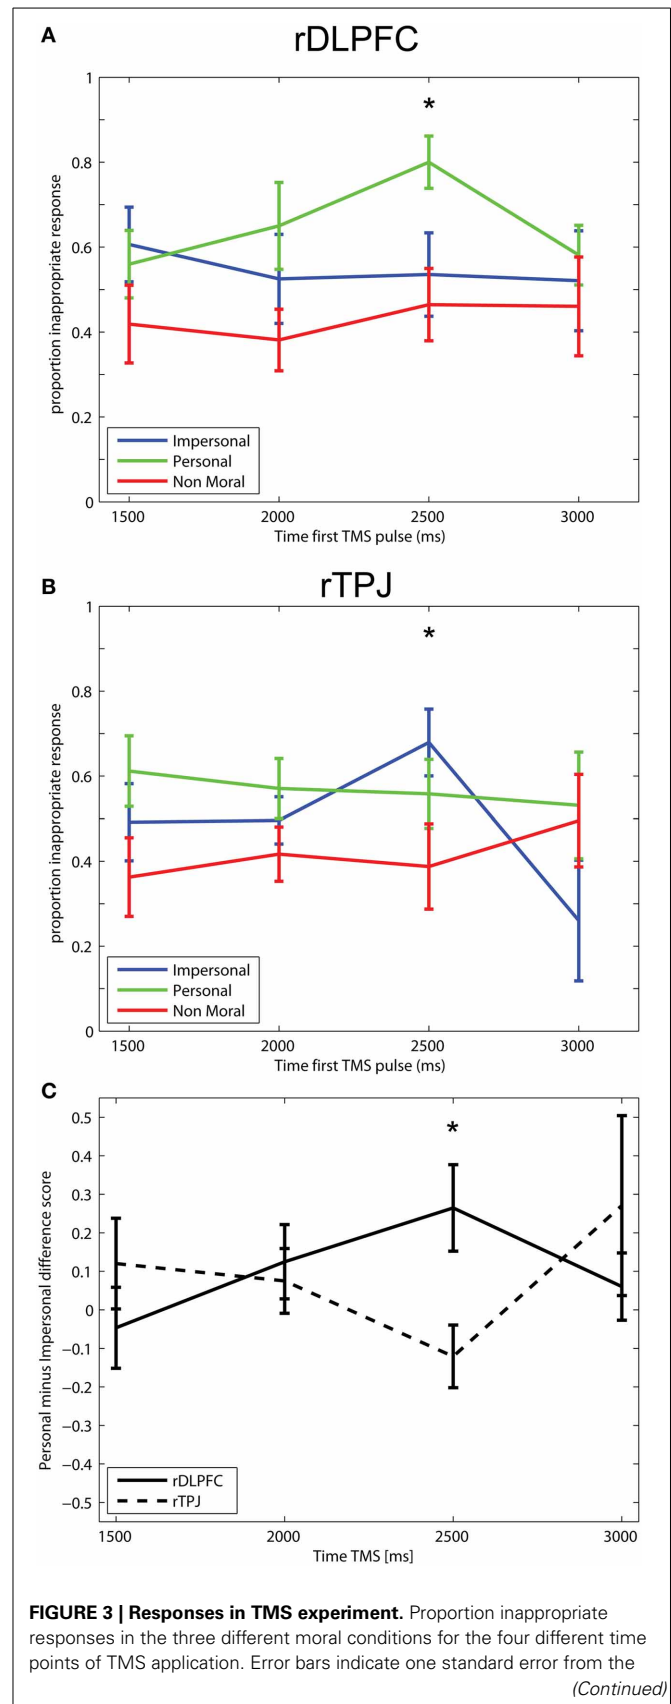 A
rDLPFC
1
*
0.8
0.6
0.4
0.2
0
proportion inappropriate response
Impersonal
Personal
Non Moral
1500 2000 2500 3000
Time first TMS pulse (ms)
B
rTPJ
1
*
0.8
0.6
0.4
0.2
0
proportion inappropriate response
Impersonal
Personal
Non Moral
1500 2000 2500 3000
Time first TMS pulse (ms)
C
0.5
*
0.4
0.3
0.2
0.1
0
−0.1
−0.2
−0.3
−0.4
−0.5
Personal minus Impersonal difference score
rDLPFC
rTPJ
1500 2000 2500 3000
Time TMS [ms]
FIGURE 3 | Responses in TMS experiment. Proportion inappropriate
responses in the three different moral conditions for the four different time
points of TMS application. Error bars indicate one standard error from the
(Continued)